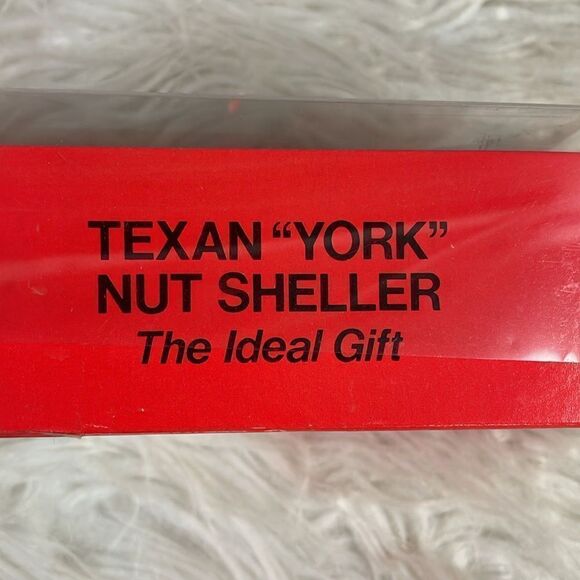 TEXAN “YORK”
NUT SHELLER
The Ideal Gift